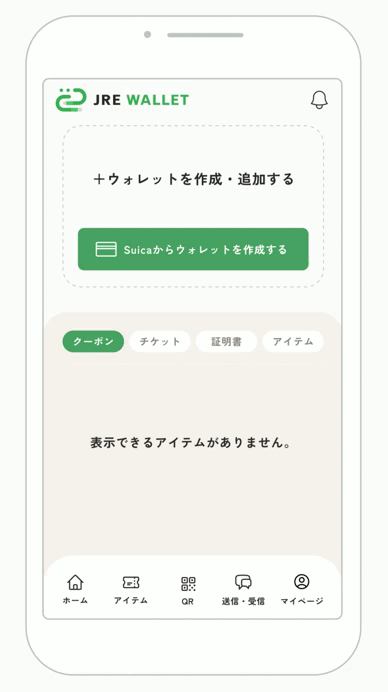 JRE WALLET
＋ウォレットを作成・追加する
Suicaからウォレットを作成する
クーポン
チケット
証明書
アイテム
表示できるアイテムがありません。
ホーム
アイテム
QR
送信・受信
マイページ